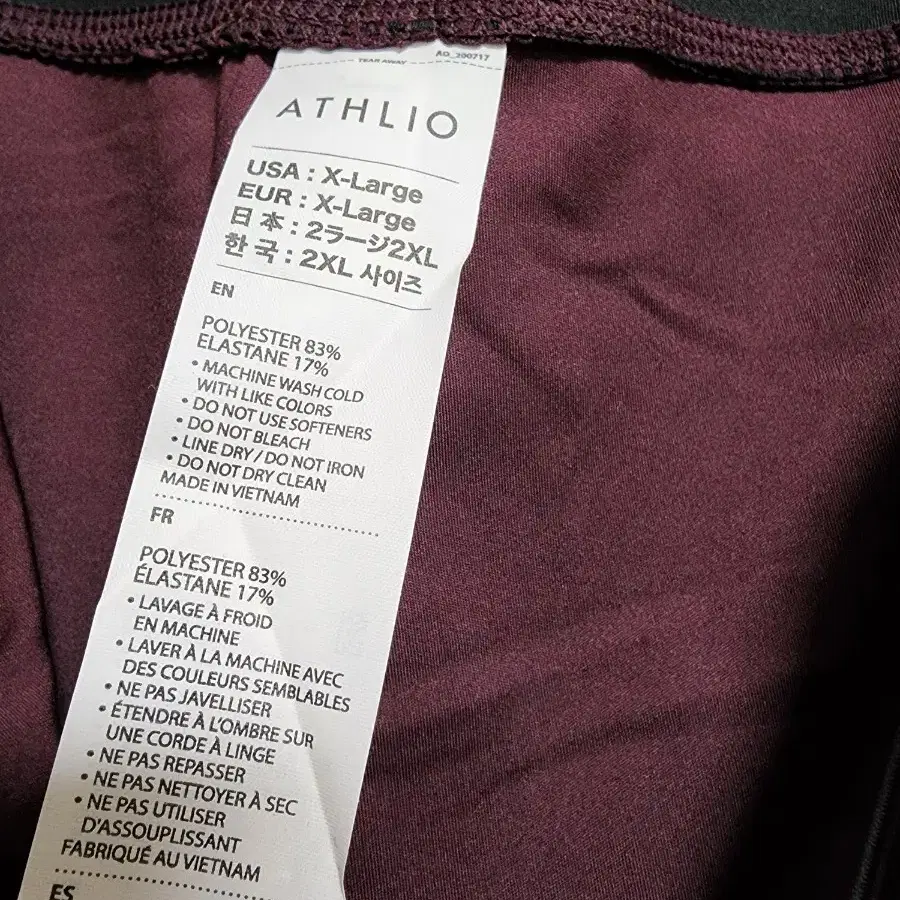 TEAR AWAY
AO_200717
ATHLIO
USA : X-Large
EUR : X-Large
日 本 : 2ラージ2XL
한 국 : 2XL 사이즈
EN
POLYESTER 83%
ELASTANE 17%
• MACHINE WASH COLD
WITH LIKE COLORS
• DO NOT USE SOFTENERS
• DO NOT BLEACH
• LINE DRY / DO NOT IRON
• DO NOT DRY CLEAN
MADE IN VIETNAM
FR
POLYESTER 83%
ÉLASTANE 17%
• LAVAGE À FROID
EN MACHINE
• LAVER À LA MACHINE AVEC
DES COULEURS SEMBLABLES
• NE PAS JAVELLISER
• ÉTENDRE À L'OMBRE SUR
UNE CORDE À LINGE
• NE PAS REPASSER
• NE PAS NETTOYER À SEC
• NE PAS UTILISER
D'ASSOUPLISSANT
FABRIQUÉ AU VIETNAM
ES